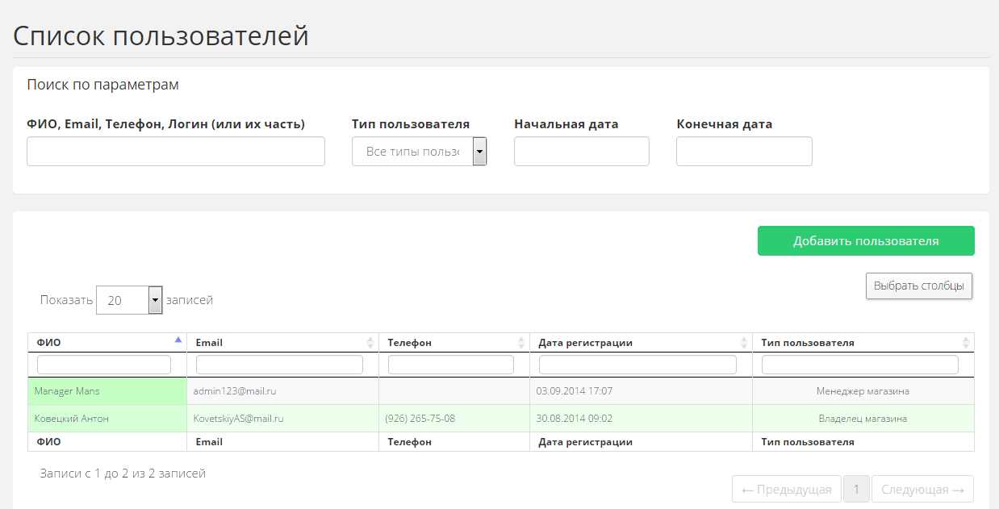 Список пользователей
Поиск по параметрам
ФИО, Email, Телефон, Логин (или их часть) Тип пользователя Начальная дата Конечная дата
Все типы польз
Добавить пользователя
Выбрать столбцы
Показать 20 записей
ФИО Email Телефон Дата регистрации Тип пользователя
Manager Mans admin123@mail.ru 03.09.2014 17:07 Менеджер магазина
Ковецкий Антон KovetskiyAS@mail.ru (926) 265-75-08 30.08.2014 09:02 Владелец магазина
ФИО Email Телефон Дата регистрации Тип пользователя
Записи с 1 до 2 из 2 записей
← Предыдущая 1 Следующая →